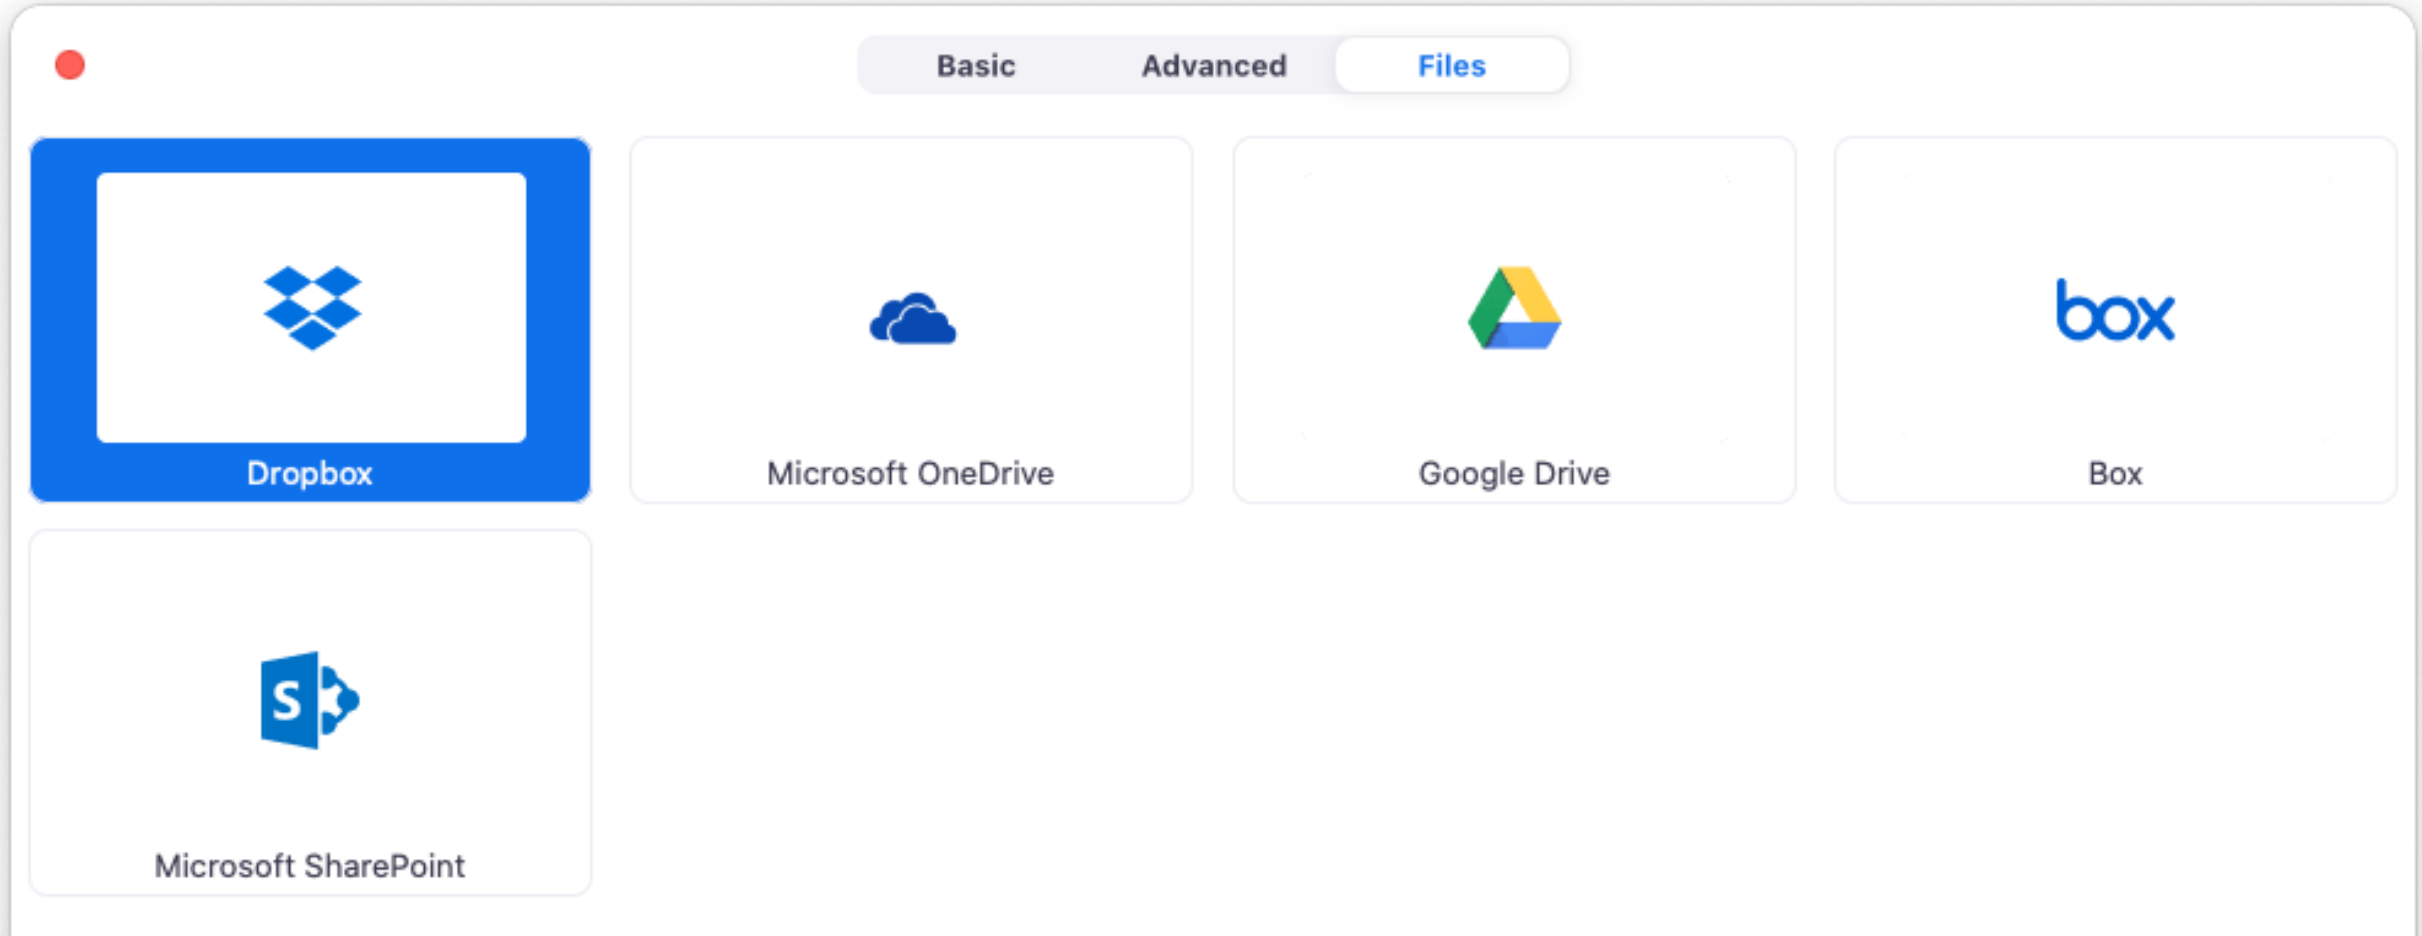 Basic Advanced Files
box
Dropbox Microsoft OneDrive Google Drive Box
S
Microsoft SharePoint